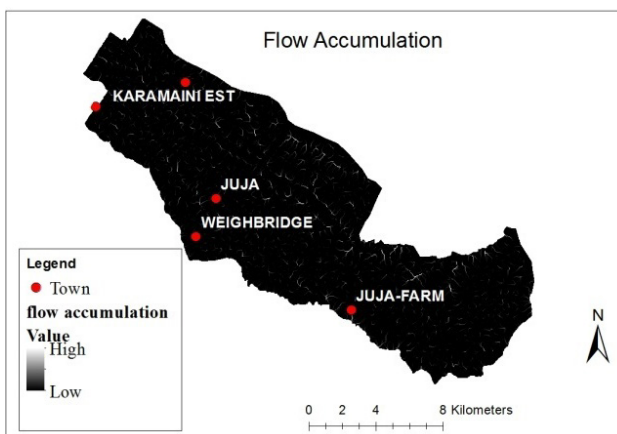 Flow Accumulation
KARAMAINI EST
JUJA
WEIGHBRIDGE
JUJA-FARM
Legend
Town
flow accumulation
Value
High
Low
N
0 2 4 8 Kilometers